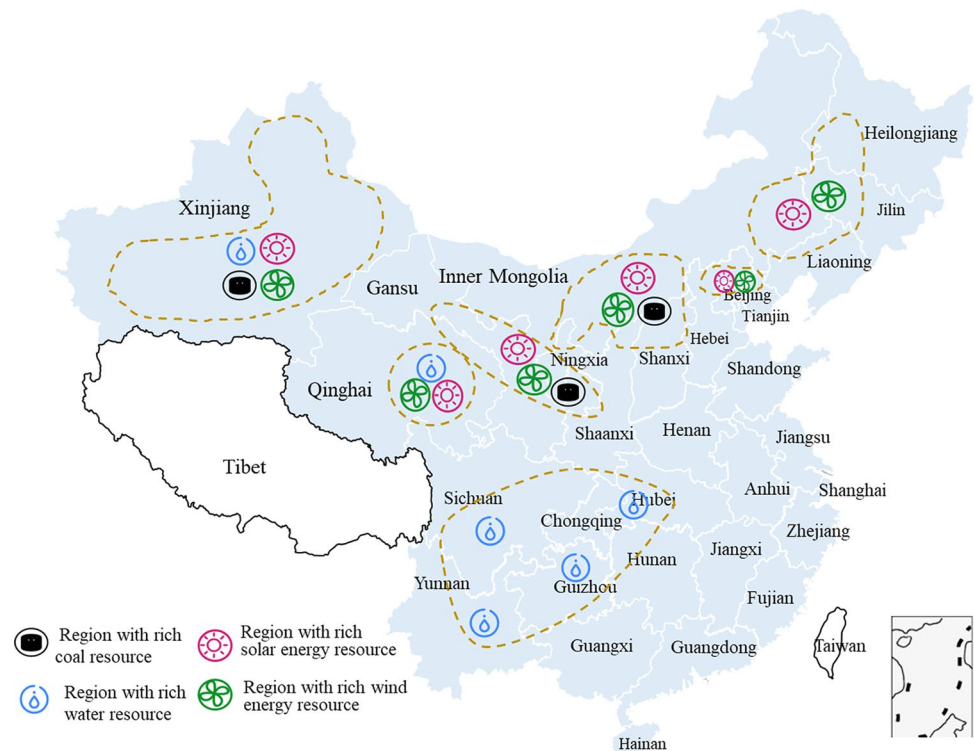 Heilongjiang
Xinjiang
Jilin
Liaoning
Inner Mongolia
Gansu
Beijing
Tianjin
Hebei
Ningxia
Shanxi
Shandong
Qinghai
Shaanxi
Henan
Jiangsu
Tibet
Sichuan
Hubei
Anhui
Shanghai
Chongqing
Zhejiang
Jiangxi
Hunan
Yunnan
Guizhou
Fujian
Guangxi
Guangdong
Taiwan
Hainan
Region with rich
coal resource
Region with rich
solar energy resource
Region with rich
water resource
Region with rich wind
energy resource